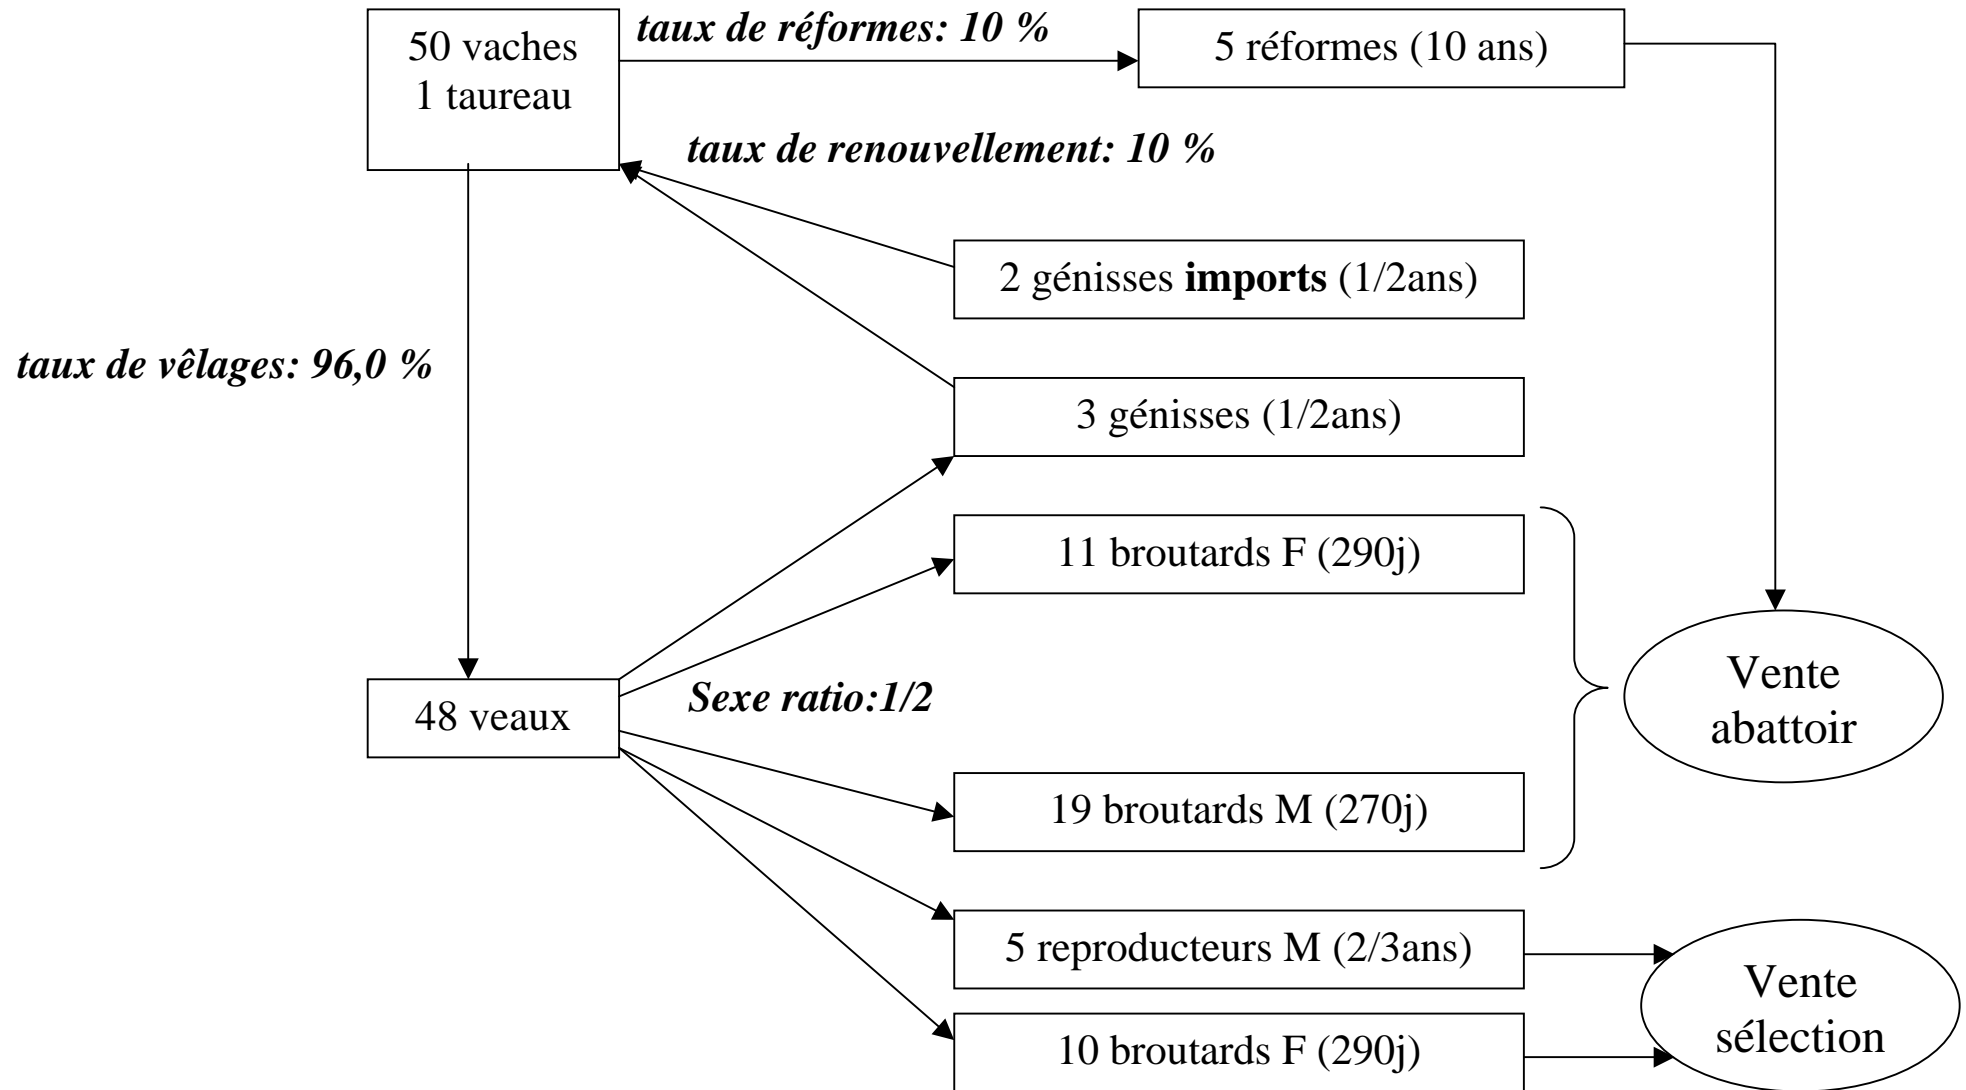 50 vaches
1 taureau
taux de réformes: 10 %
5 réformes (10 ans)
taux de renouvellement: 10 %
2 génisses imports (1/2ans)
taux de vêlages: 96,0 %
3 génisses (1/2ans)
11 broutards F (290j)
48 veaux
Sexe ratio:1/2
Vente
abattoir
19 broutards M (270j)
5 reproducteurs M (2/3ans)
10 broutards F (290j)
Vente
sélection